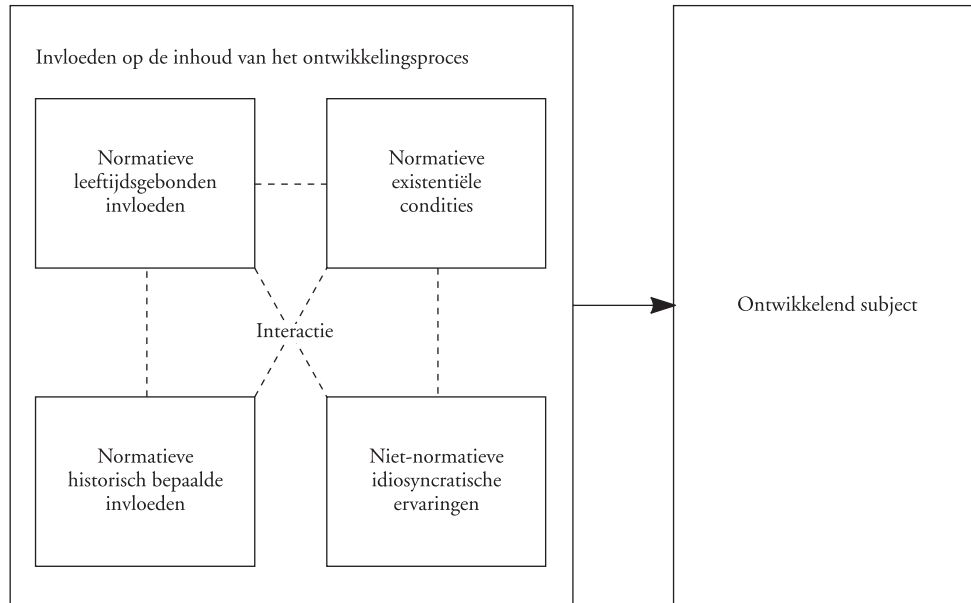 Invloeden op de inhoud van het ontwikkelingsproces
Normatieve
leeftijdsgebonden
invloeden
Normatieve
existentiële
condities
Interactie
Ontwikkelend subject
Normatieve
historisch bepaalde
invloeden
Niet-normatieve
idiosyncratische
ervaringen